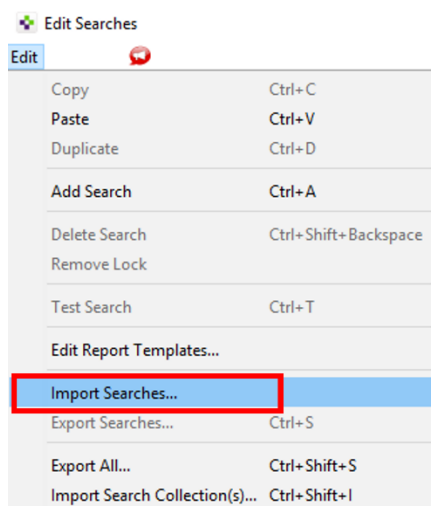 Edit Searches
Edit
Copy Ctrl+C
Paste Ctrl+V
Duplicate Ctrl+D
Add Search Ctrl+A
Delete Search Ctrl+Shift+Backspace
Remove Lock
Test Search Ctrl+T
Edit Report Templates...
Import Searches...
Export Searches... Ctrl+S
Export All... Ctrl+Shift+S
Import Search Collection(s)... Ctrl+Shift+I